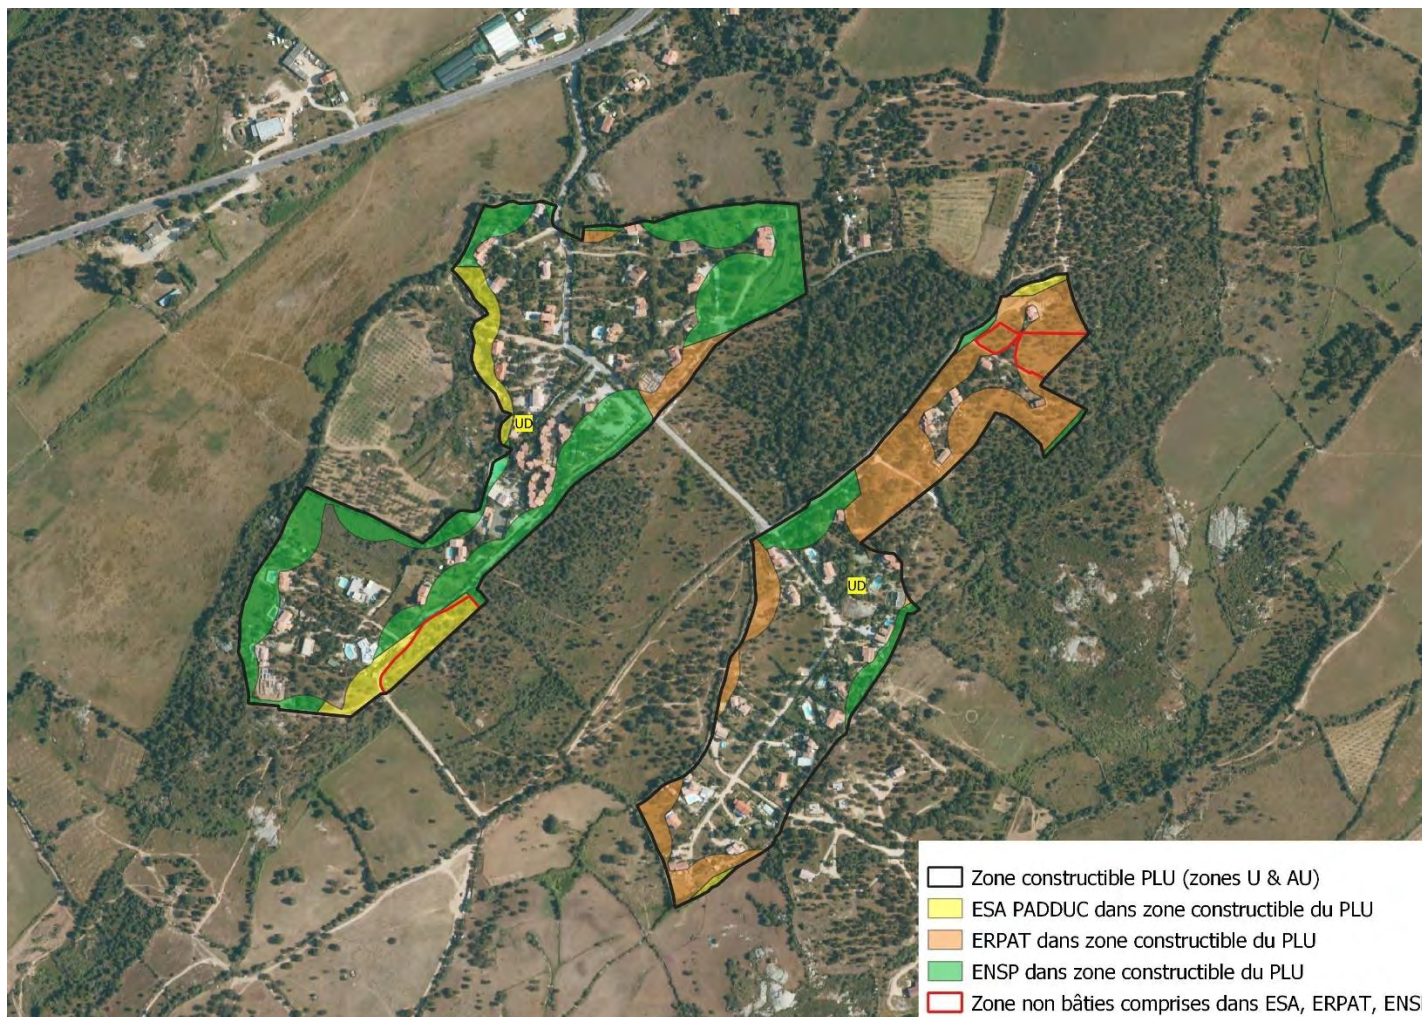 UD
UD
Zone constructible PLU (zones U & AU)
ESA PADDUC dans zone constructible du PLU
ERPAT dans zone constructible du PLU
ENSP dans zone constructible du PLU
Zone non bâties comprises dans ESA, ERPAT, ENS